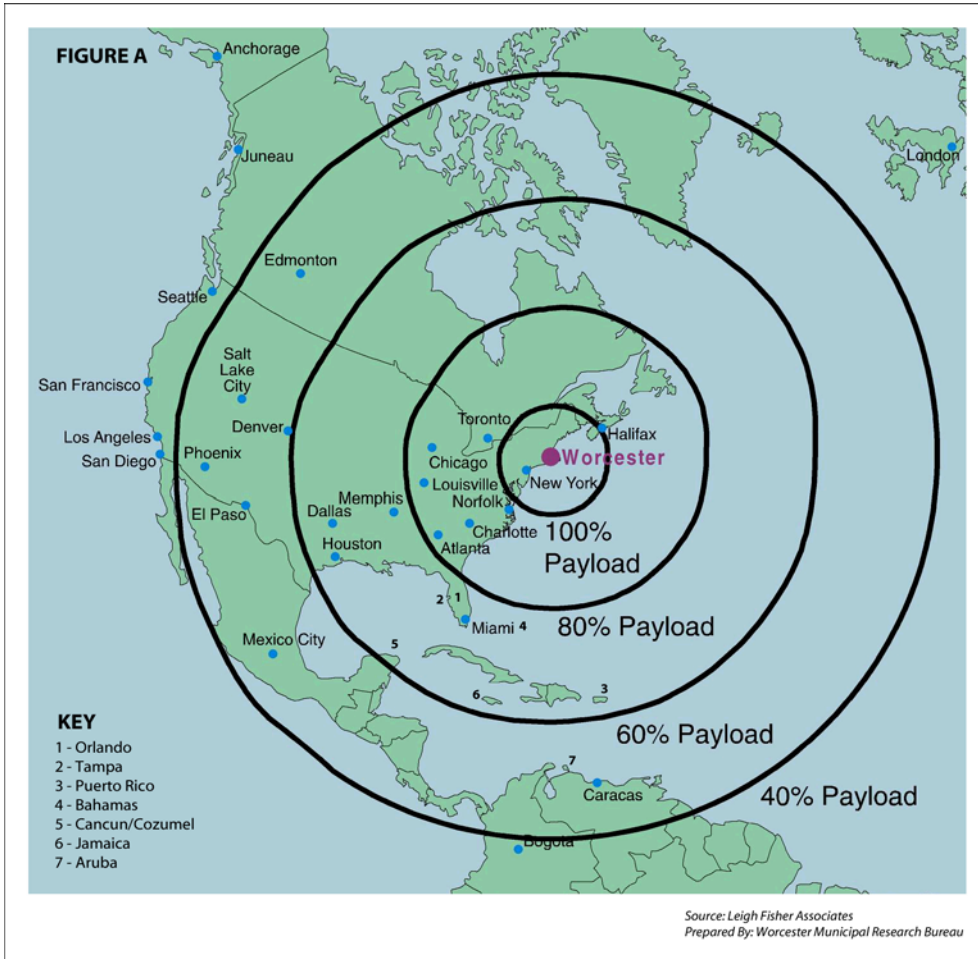 FIGURE A
Anchorage
Juneau
London
Edmonton
Seattle
Salt
Lake
City
San Francisco
Denver
Toronto
Halifax
Los Angeles
San Diego
Phoenix
Chicago
Worcester
Louisville
New York
Memphis
Norfolk
El Paso
Dallas
Charlotte
Houston
Atlanta
100%
Payload
2
1
Miami 4
80% Payload
Mexico City
5
6
3
60% Payload
7
Caracas
40% Payload
Bogota
KEY
1 - Orlando
2 - Tampa
3 - Puerto Rico
4 - Bahamas
5 - Cancun/Cozumel
6 - Jamaica
7 - Aruba
Source: Leigh Fisher Associates
Prepared By: Worcester Municipal Research Bureau